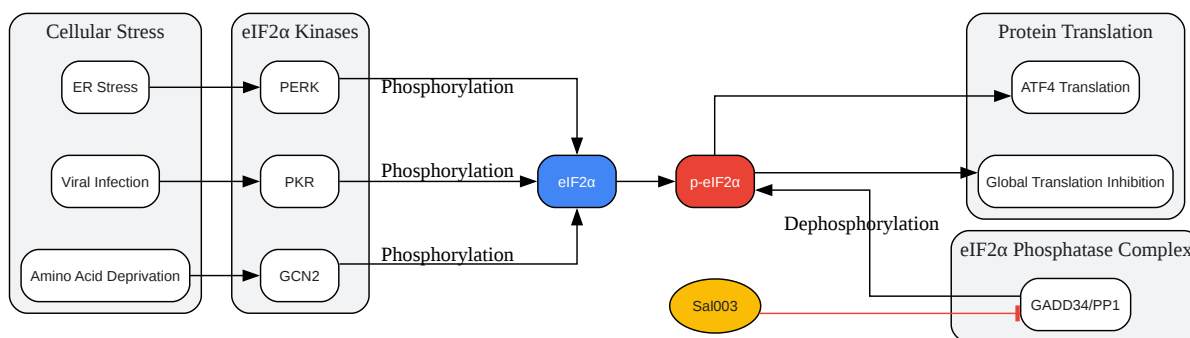 Cellular Stress
eIF2α Kinases
Protein Translation
ER Stress
PERK
Phosphorylation
ATF4 Translation
Viral Infection
PKR
Phosphorylation
eIF2α
p-eIF2α
Global Translation Inhibition
Dephosphorylation
Amino Acid Deprivation
GCN2
Phosphorylation
eIF2α Phosphatase Complex
Sal003
GADD34/PP1